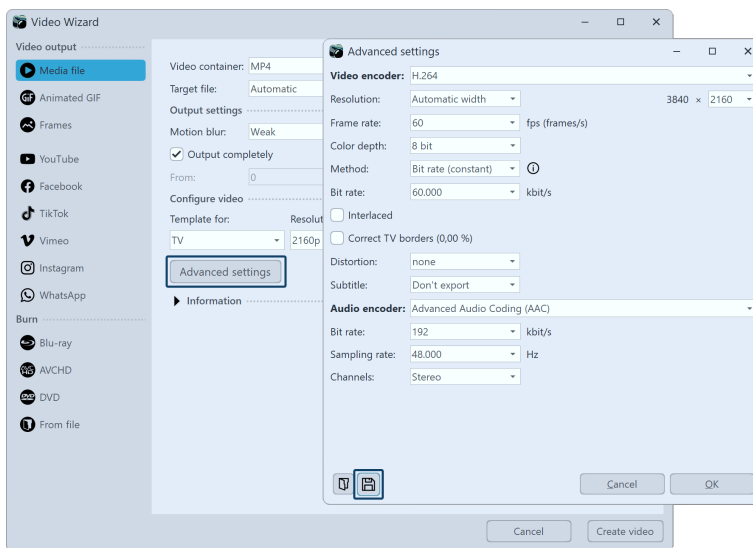 Video Wizard
Video output
Media file
Animated GIF
Frames
YouTube
Facebook
TikTok
Vimeo
Instagram
WhatsApp
Burn
Blu-ray
AVCHD
DVD
From file
Video container: MP4
Target file: Automatic
Output settings
Motion blur: Weak
Output completely
From: 0
Configure video
Template for: Resolut
TV 2160p
Advanced settings
Information
Cancel Create video
Advanced settings
Video encoder: H.264
Resolution: Automatic width 3840 × 2160
Frame rate: 60 fps (frames/s)
Color depth: 8 bit
Method: Bit rate (constant)
Bit rate: 60.000 kbit/s
Interlaced
Correct TV borders (0,00 %)
Distortion: none
Subtitle: Don't export
Audio encoder: Advanced Audio Coding (AAC)
Bit rate: 192 kbit/s
Sampling rate: 48.000 Hz
Channels: Stereo
Cancel OK